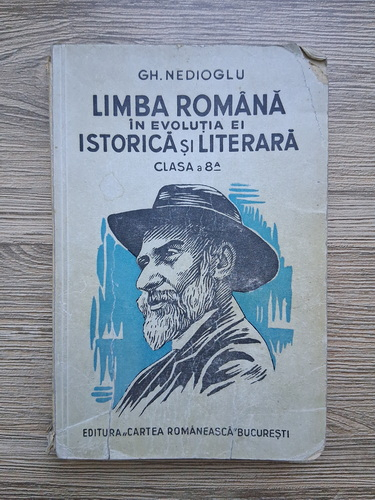 GH. NEDIOGLU
LIMBA ROMÂNĂ
ÎN EVOLUȚIA EI
ISTORICĂ ȘI LITERARĂ
CLASA a 8A
EDITURA „CARTEA ROMÂNEASCĂ” BUCUREȘTI